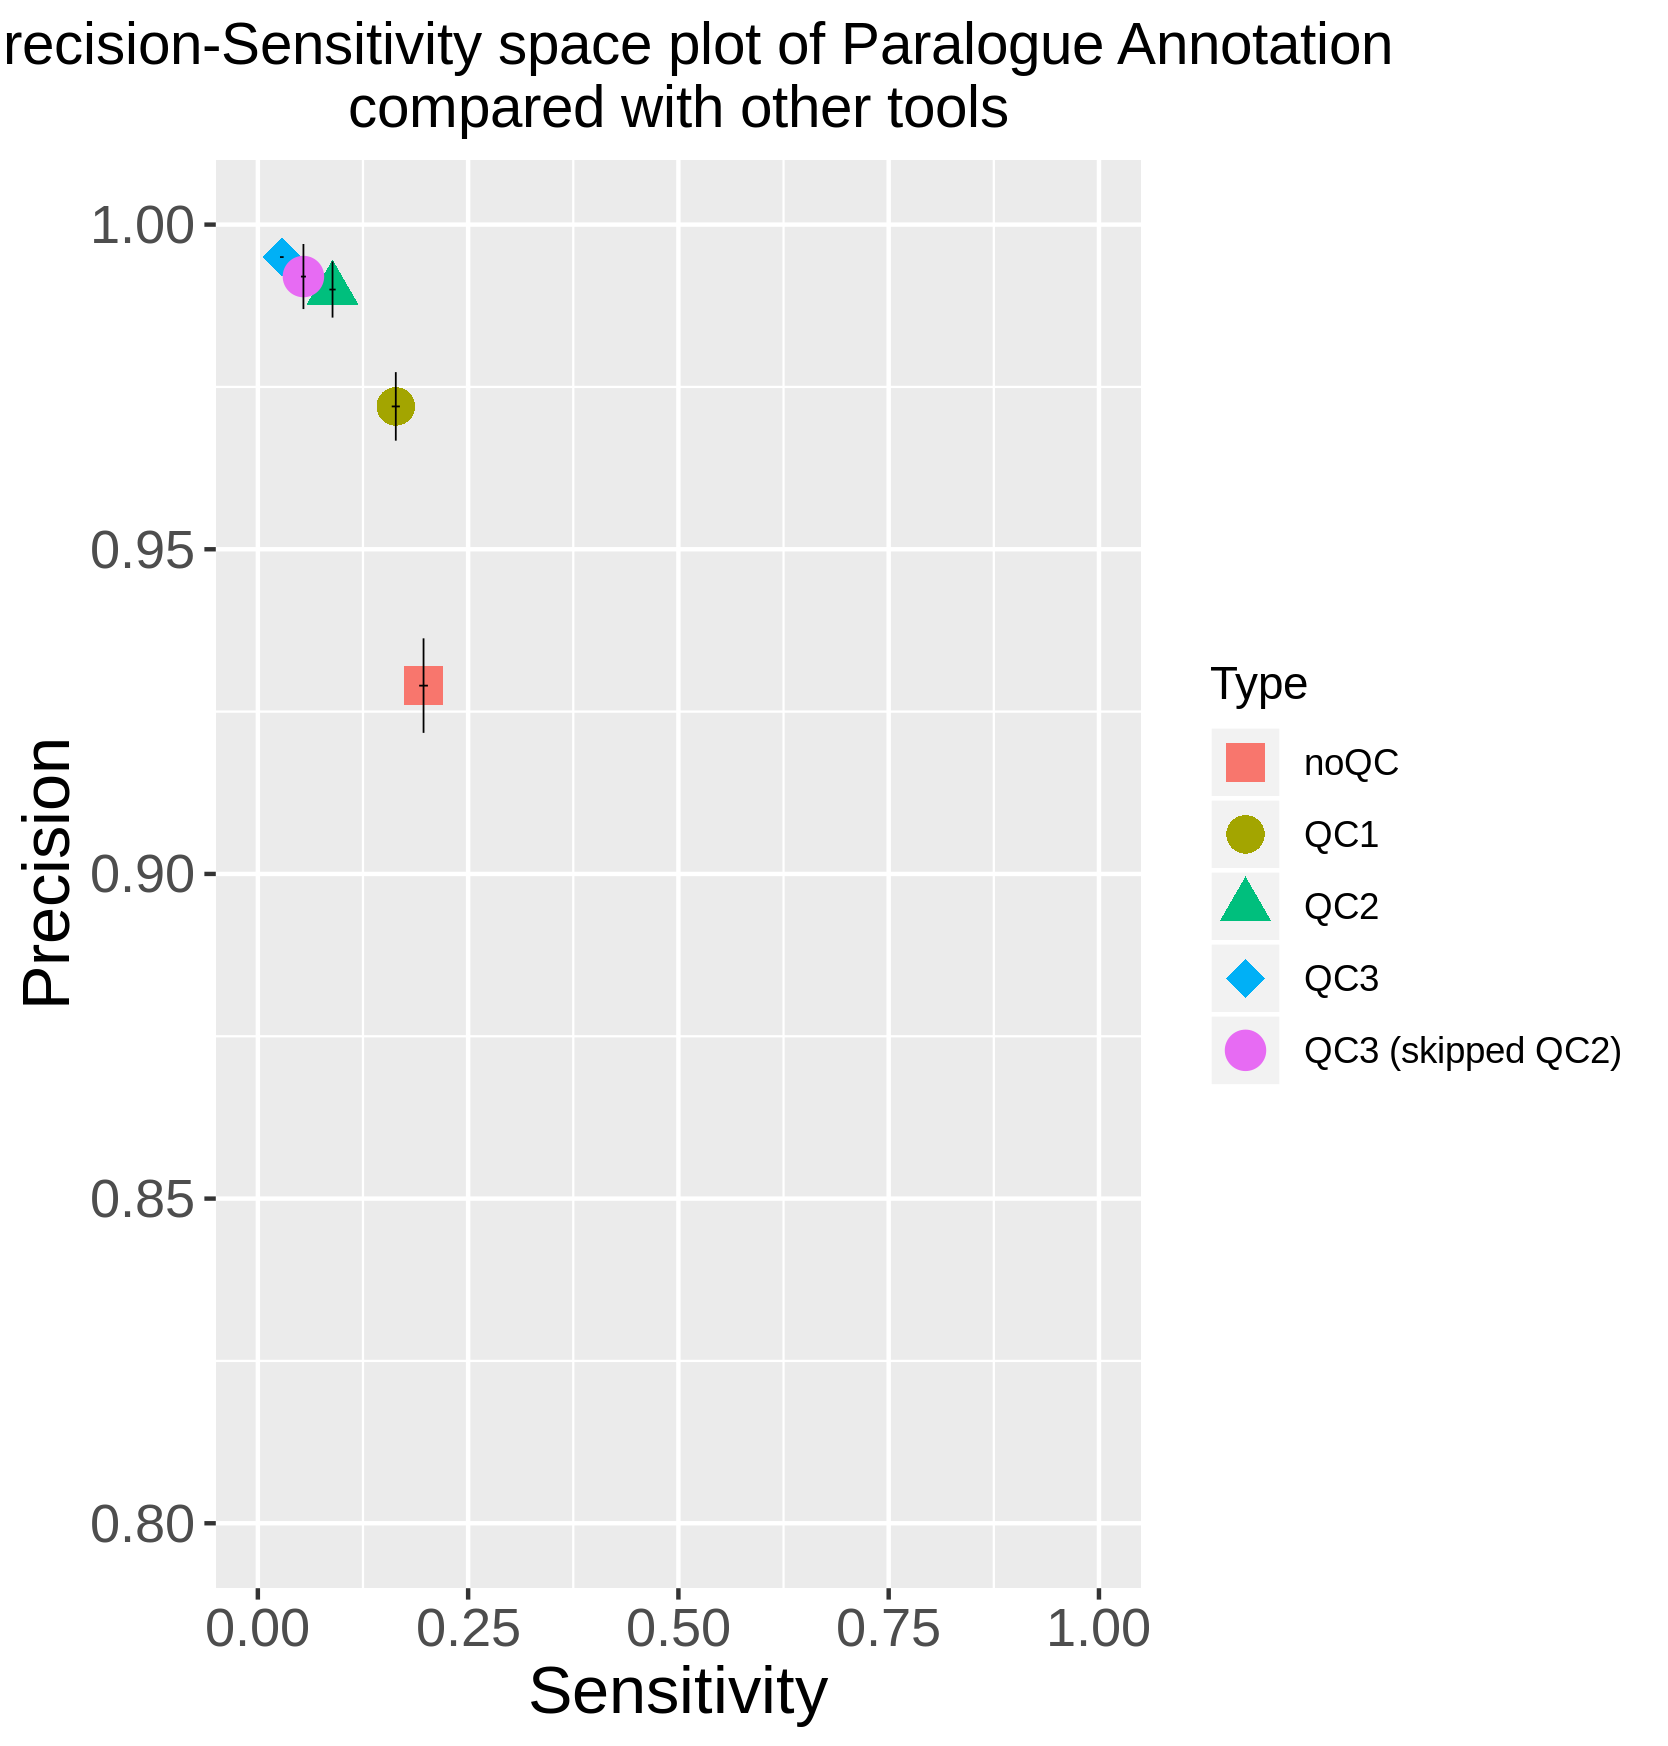 recision-Sensitivity space plot of Paralogue Annotation
compared with other tools
1.00
0.95
0.90
0.85
0.80
Precision
0.00 0.25 0.50 0.75 1.00
Sensitivity
Type
noQC
QC1
QC2
QC3
QC3 (skipped QC2)